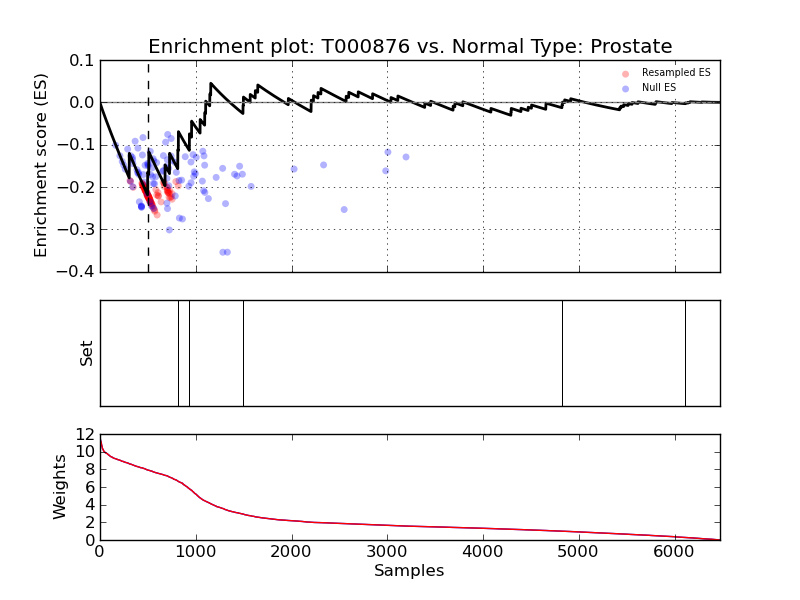 Enrichment plot: T000876 vs. Normal Type: Prostate
Enrichment score (ES)
0.1
0.0
−0.1
−0.2
−0.3
−0.4
Resampled ES
Null ES
Set
Weights
12
10
8
6
4
2
0
0 1000 2000 3000 4000 5000 6000
Samples